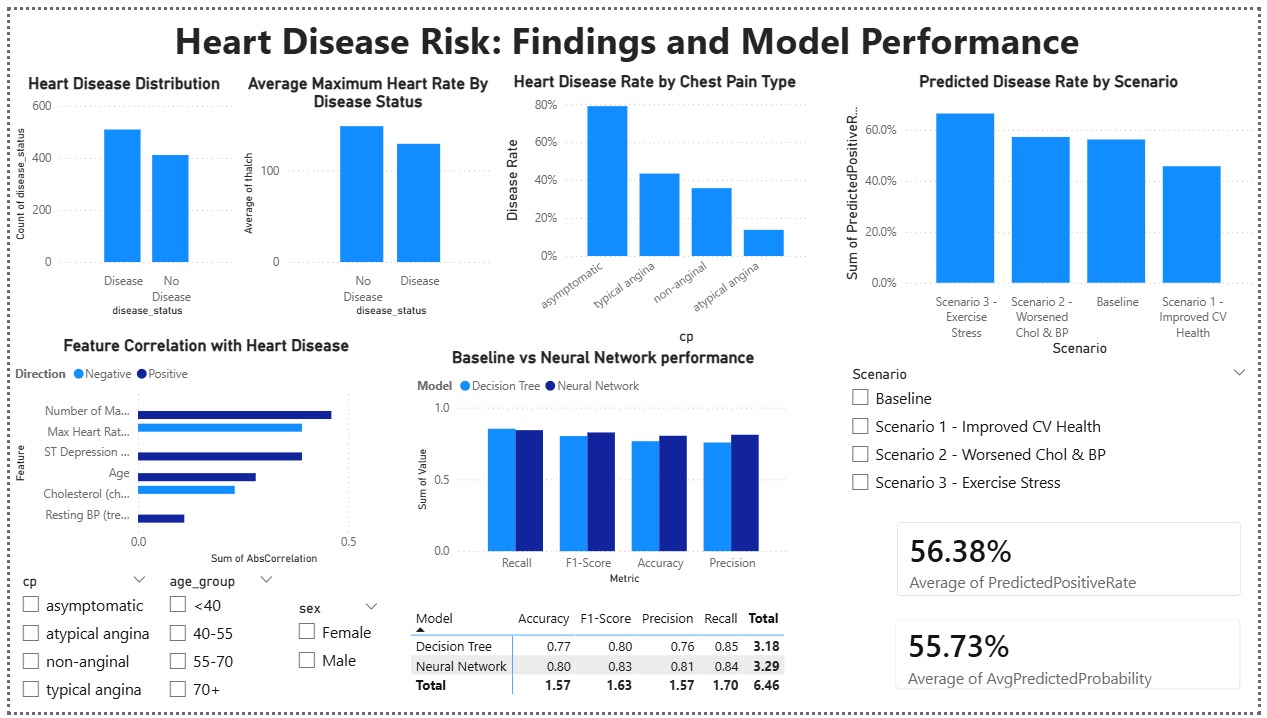 Heart Disease Risk: Findings and Model Performance
Heart Disease Distribution
600
400
200
0
Count of disease_status
Disease
No
Disease
disease_status
Average Maximum Heart Rate By
Disease Status
100
0
Average of thalch
No
Disease
Disease
disease_status
Heart Disease Rate by Chest Pain Type
80%
60%
40%
20%
0%
Disease Rate
asymptomatic
typical angina
non-anginal
atypical angina
cp
Predicted Disease Rate by Scenario
60.0%
40.0%
20.0%
0.0%
Sum of PredictedPositiveR...
Scenario 3 -
Exercise
Stress
Scenario 2 -
Worsened
Chol & BP
Baseline
Scenario 1 -
Improved CV
Health
Scenario
Feature Correlation with Heart Disease
Direction Negative Positive
Feature
Number of Ma...
Max Heart Rat...
ST Depression ...
Age
Cholesterol (ch...
Resting BP (tre...
0.0 0.5
Sum of AbsCorrelation
Baseline vs Neural Network performance
Model Decision Tree Neural Network
1.0
0.5
0.0
Sum of Value
Recall F1-Score Accuracy Precision
Metric
Scenario
Baseline
Scenario 1 - Improved CV Health
Scenario 2 - Worsened Chol & BP
Scenario 3 - Exercise Stress
56.38%
Average of PredictedPositiveRate
55.73%
Average of AvgPredictedProbability
cp
asymptomatic
atypical angina
non-anginal
typical angina
age_group
<40
40-55
55-70
70+
sex
Female
Male
Model Accuracy F1-Score Precision Recall Total
Decision Tree 0.77 0.80 0.76 0.85 3.18
Neural Network 0.80 0.83 0.81 0.84 3.29
Total 1.57 1.63 1.57 1.70 6.46